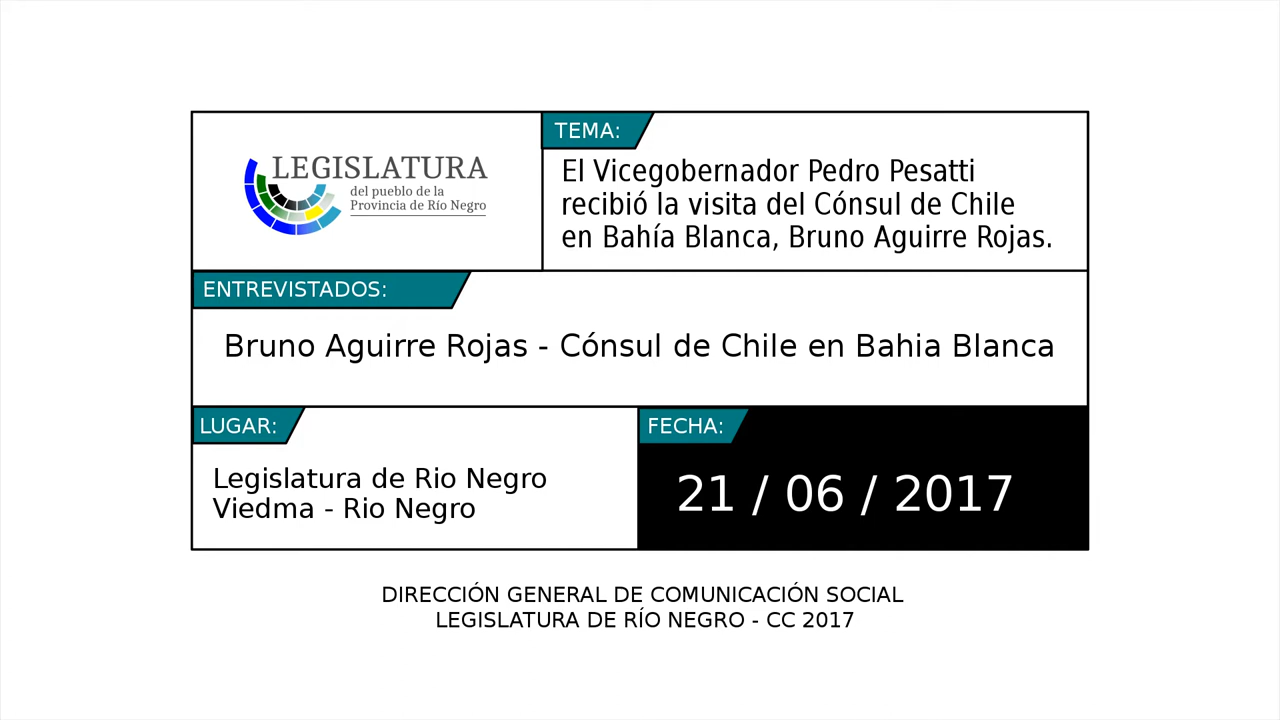 LEGISLATURA
del pueblo de la
Provincia de Río Negro
TEMA:
El Vicegobernador Pedro Pesatti
recibió la visita del Cónsul de Chile
en Bahía Blanca, Bruno Aguirre Rojas.
ENTREVISTADOS:
Bruno Aguirre Rojas - Cónsul de Chile en Bahia Blanca
LUGAR:
Legislatura de Rio Negro
Viedma - Rio Negro
FECHA:
21 / 06 / 2017
DIRECCIÓN GENERAL DE COMUNICACIÓN SOCIAL
LEGISLATURA DE RÍO NEGRO - CC 2017